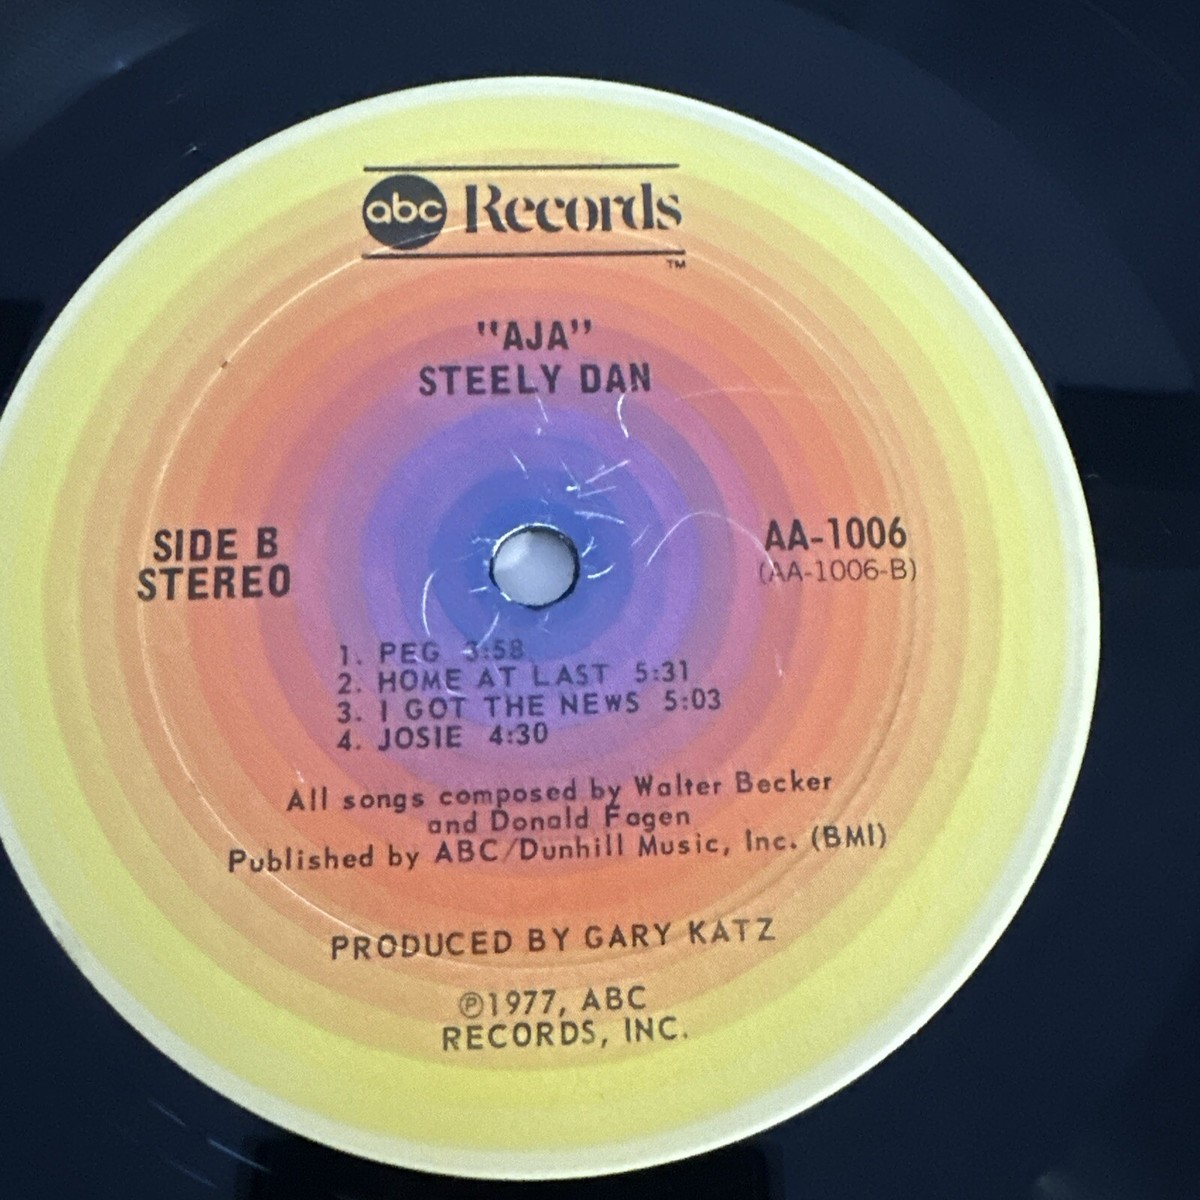 abc Records
TM
"AJA"
STEELY DAN
SIDE B
STEREO
AA-1006
(AA-1006-B)
1. PEG 3:58
2. HOME AT LAST 5:31
3. I GOT THE NEWS 5:03
4. JOSIE 4:30
All songs composed by Walter Becker
and Donald Fagen
Published by ABC/Dunhill Music, Inc. (BMI)
PRODUCED BY GARY KATZ
℗1977, ABC
RECORDS, INC.